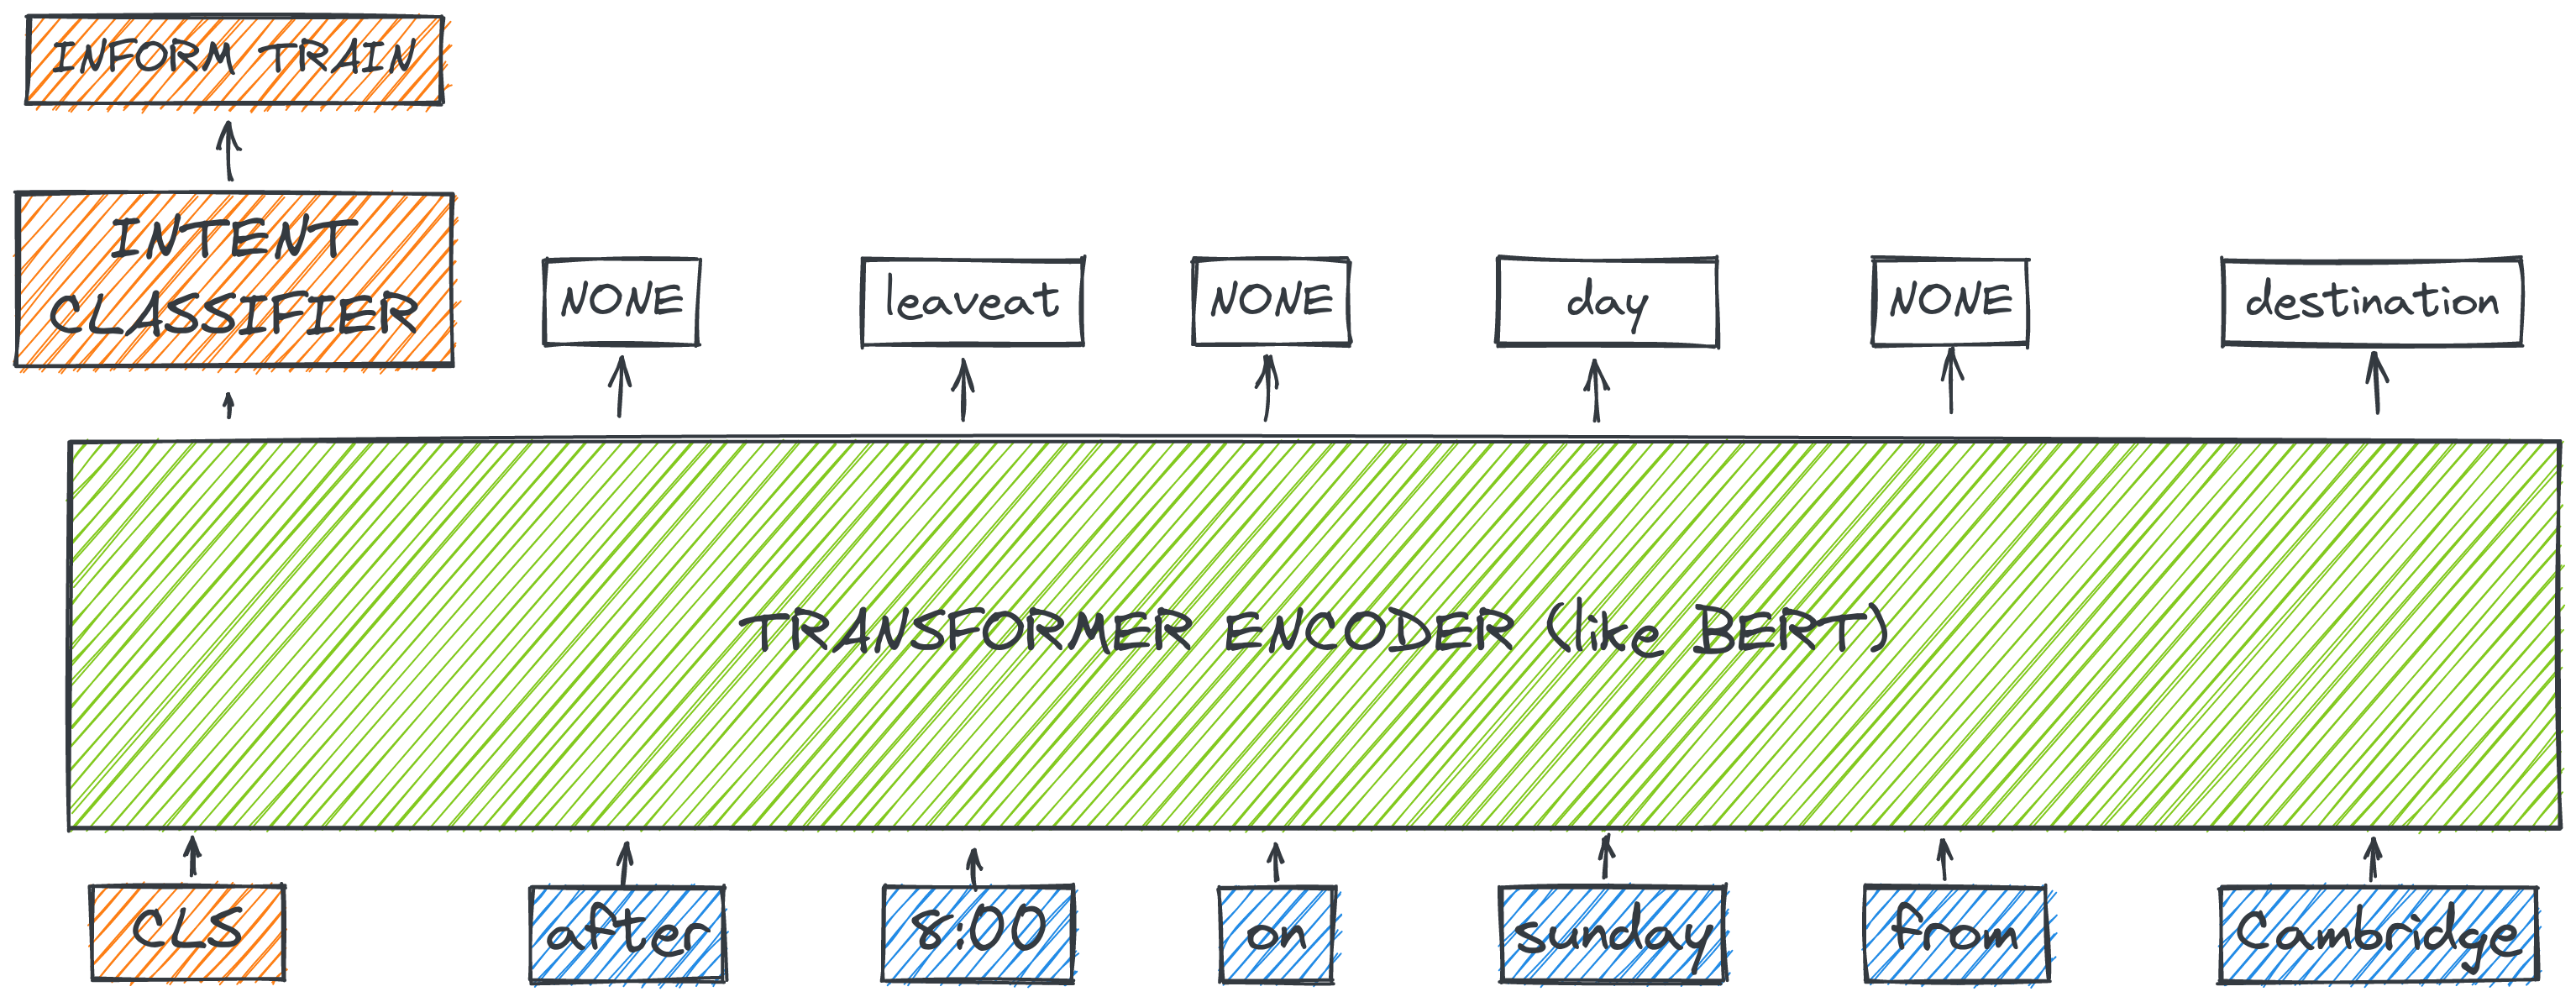 INFORM TRAIN
INTENT
CLASSIFIER
NONE
leaveat
NONE
day
NONE
destination
TRANSFORMER ENCODER (like BERT)
CLS
after
8:00
on
sunday
from
Cambridge